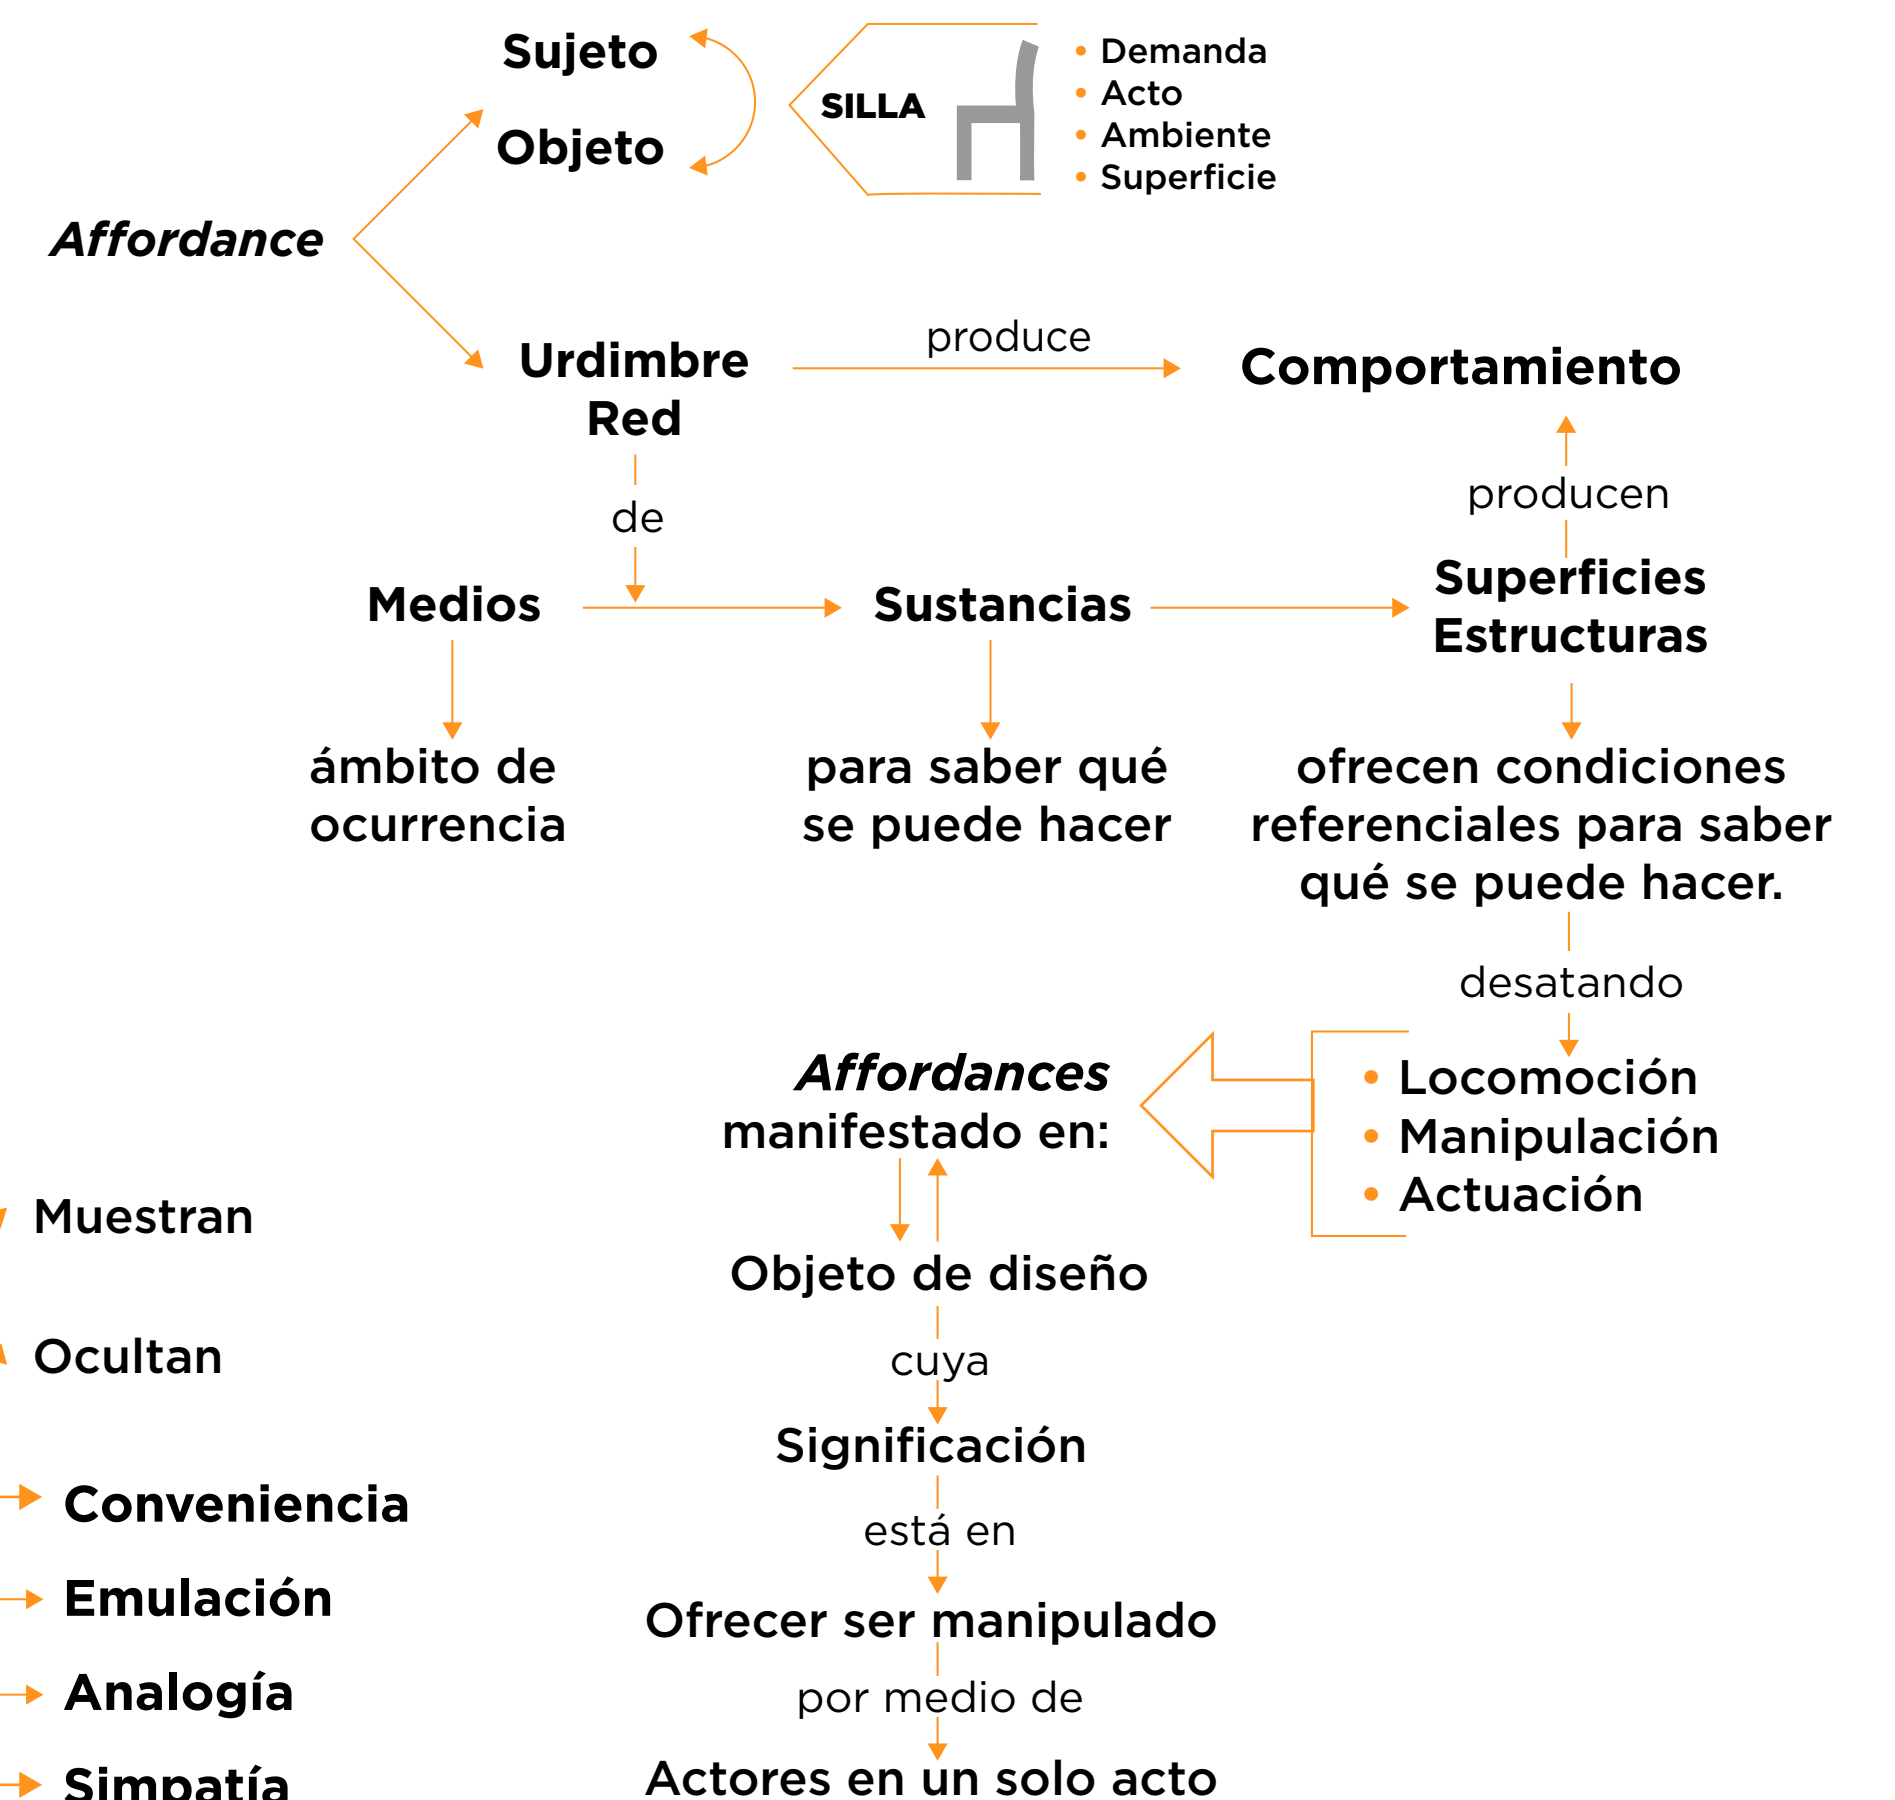 Sujeto
Objeto
SILLA
• Demanda
• Acto
• Ambiente
• Superficie
Affordance
Urdimbre
Red
produce
Comportamiento
de
producen
Medios
Sustancias
Superficies
Estructuras
ámbito de
ocurrencia
para saber qué
se puede hacer
ofrecen condiciones
referenciales para saber
qué se puede hacer.
desatando
• Locomoción
• Manipulación
• Actuación
Affordances
manifestado en:
Objeto de diseño
cuya
Significación
está en
Ofrecer ser manipulado
por medio de
Actores en un solo acto
Muestran
Ocultan
Conveniencia
Emulación
Analogía
Simpatía